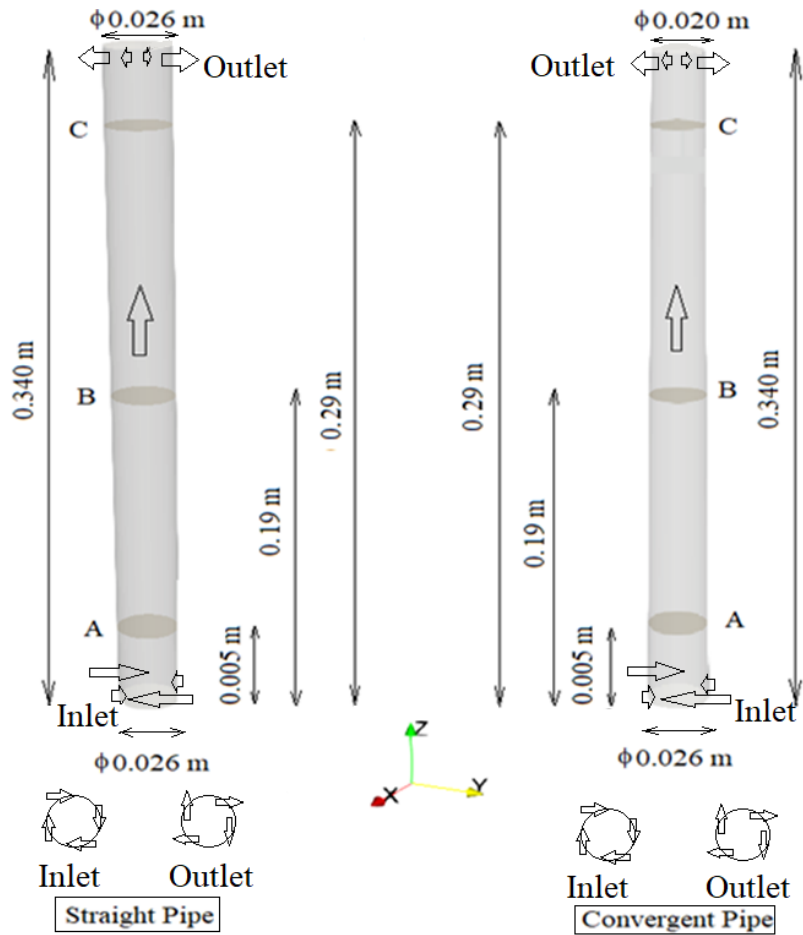 ϕ0.026 m
ϕ0.020 m
Outlet
Outlet
C
C
0.340 m
0.29 m
0.29 m
0.340 m
B
B
0.19 m
0.19 m
A
A
0.005 m
0.005 m
Inlet
Inlet
ϕ0.026 m
Z
X
Y
ϕ0.026 m
Inlet
Outlet
Inlet
Outlet
Straight Pipe
Convergent Pipe